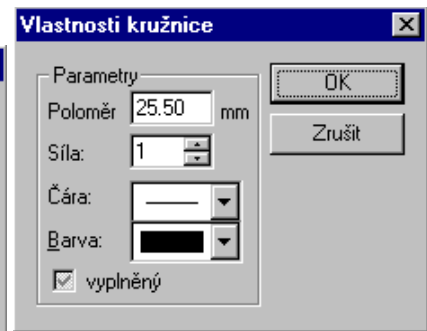 Vlastnosti kružnice
Parametry
Poloměr 25.50 mm
Síla: 1
Čára:
Barva:
vyplněný
OK
Zrušit